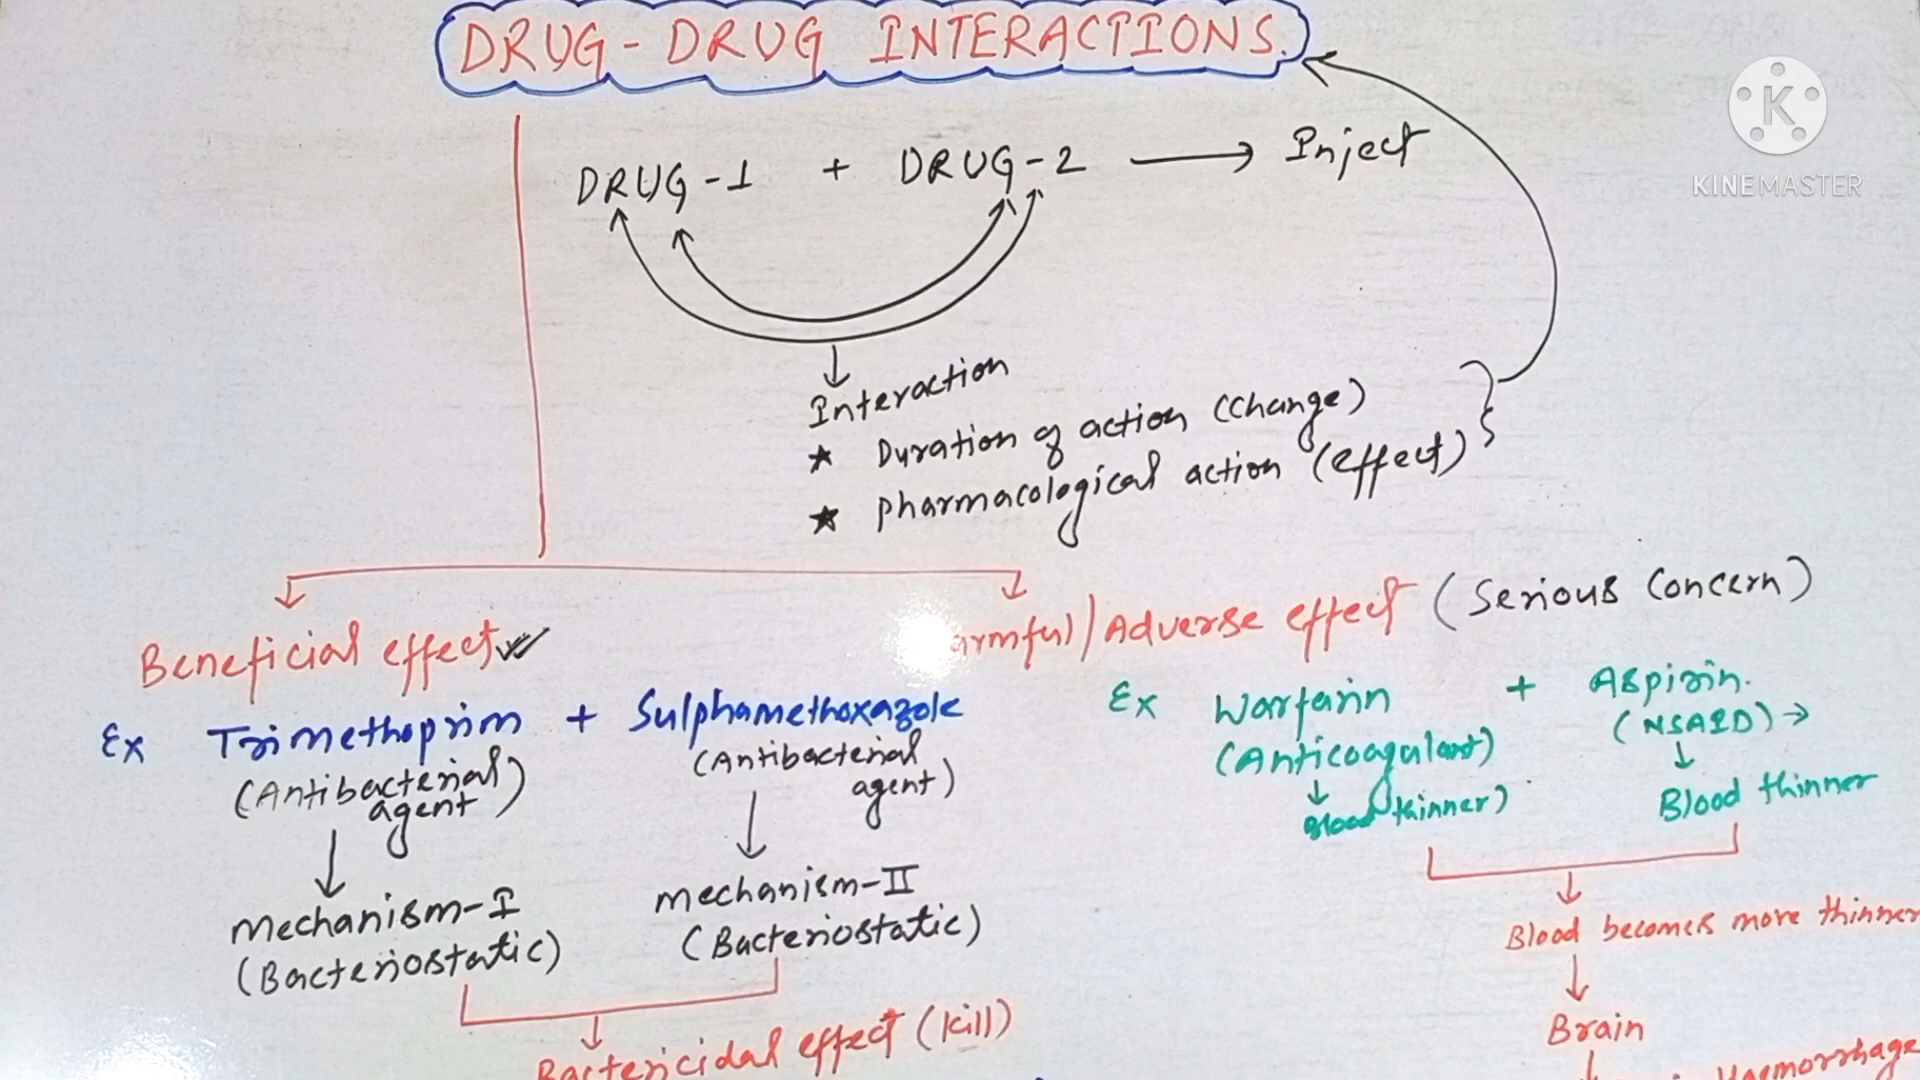 DRUG-DRUG INTERACTIONS.
KINEMASTER
DRUG-1 + DRUG-2 → Inject
Interaction
★ Duration of action (Change)
★ Pharmacological action (effect)
Beneficial effect ✓
armful/Adverse effect (Serious Concern)
Ex Trimethoprim + Sulphamethoxazole
(Antibacterial agent)
(Antibacterial agent)
Mechanism-I
(Bacteriostatic)
mechanism-II
(Bacteriostatic)
Bactericidal effect (kill)
Ex Warfarin + Aspirin.
(Anticoagulant)
Blood thinner)
(NSAID) →
Blood thinner
Blood becomes more thinner
Brain
Haemorrhage